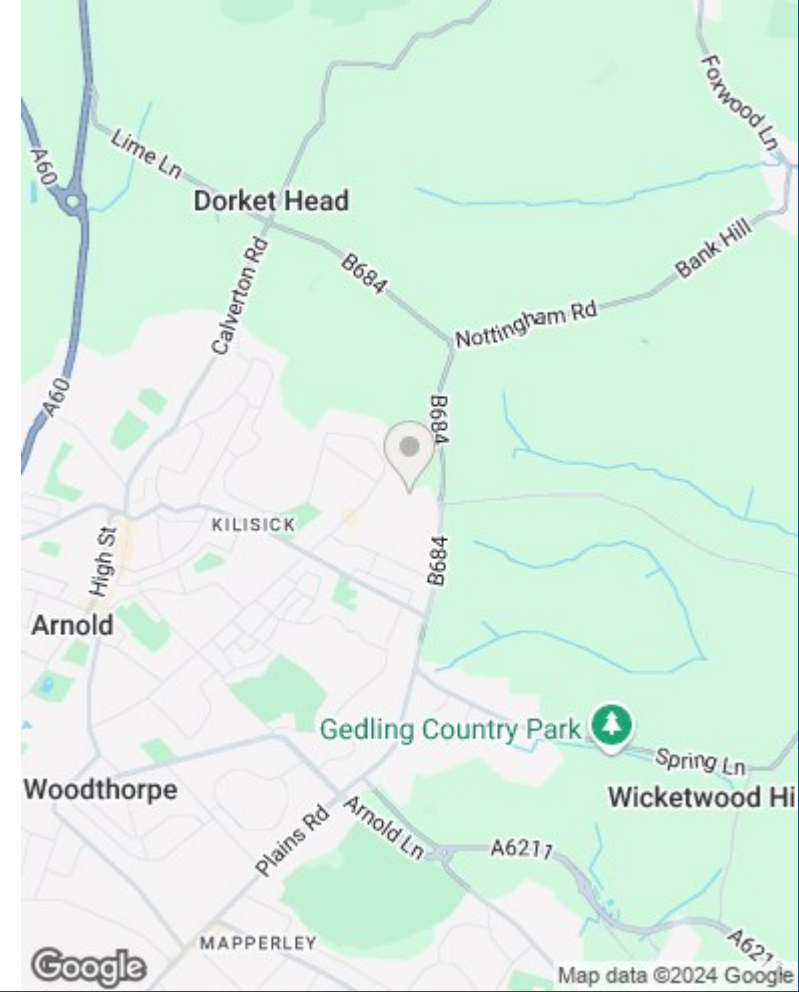 Foxwood Ln
A60
Lime Ln
Dorket Head
Calverton Rd
B684
Bank Hill
Nottingham Rd
A60
B684
KILISICK
High St
B684
Arnold
Gedling Country Park
Spring Ln
Woodthorpe
Wicketwood Hi
Plains Rd
Arnold Ln
A6211
MAPPERLEY
A621
Google
Map data ©2024 Google